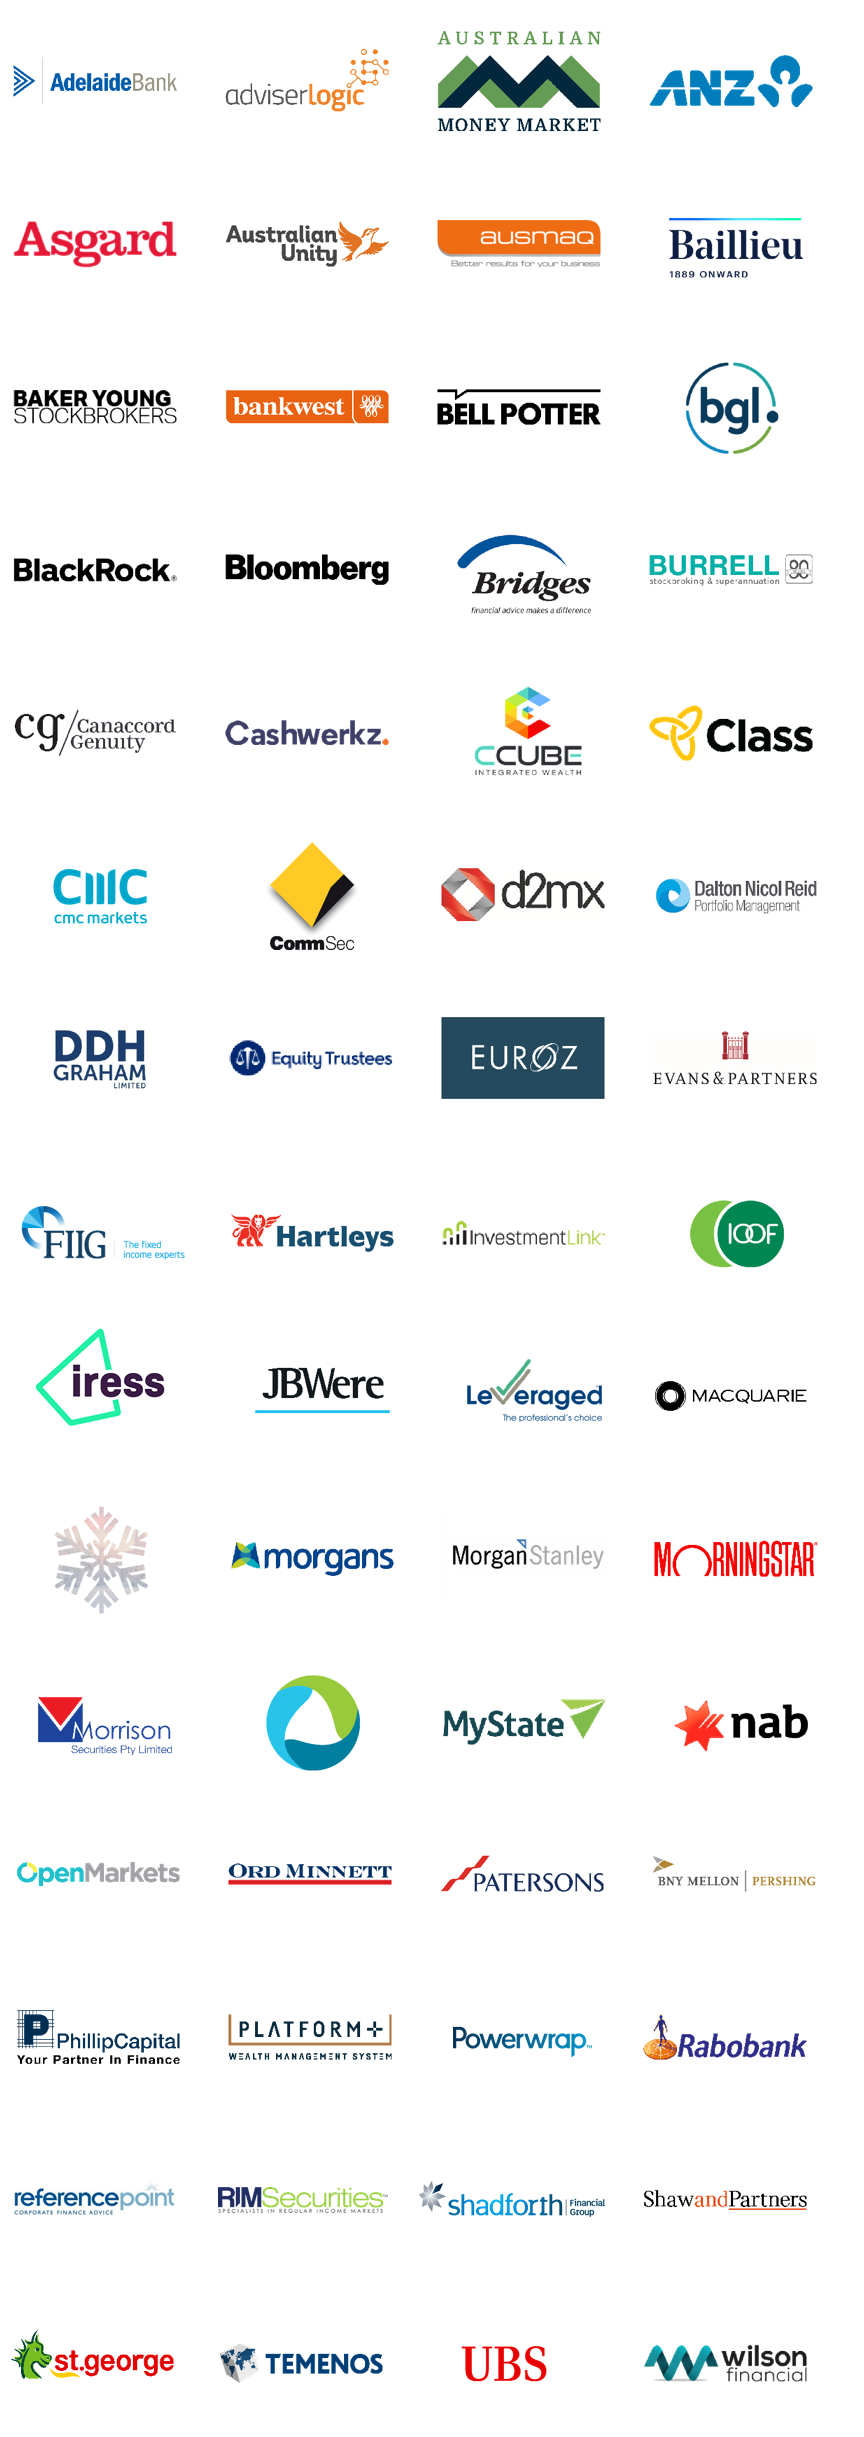 AdelaideBank
adviserlogic
AUSTRALIAN
MONEY MARKET
ANZ
Asgard
Australian
Unity
ausmaq
Better results for your business
Baillieu
1889 ONWARD
BAKER YOUNG
STOCKBROKERS
bankwest
BELL POTTER
bgl.
BlackRock®
Bloomberg
Bridges
financial advice makes a difference
BURRELL
stockbroking & superannuation
cg/Canaccord
Genuity
Cashwerkz.
CCUBE
INTEGRATED WEALTH
Class
CMC
cmc markets
CommSec
d2mx
Dalton Nicol Reid
Portfolio Management
DDH
GRAHAM
LIMITED
Equity Trustees
EUROZ
EVANS & PARTNERS
FIIG
The fixed
income experts
Hartleys
InvestmentLink
IOOF
iress
JBWere
Leveraged
The professional's choice
MACQUARIE
morgans
Morgan Stanley
MORNINGSTAR
Morrison
Securities Pty Limited
MyState
nab
OpenMarkets
ORD MINNETT
PATERSONS
BNY MELLON | PERSHING
PhillipCapital
Your Partner In Finance
PLATFORM+
WEALTH MANAGEMENT SYSTEM
Powerwrap™
Rabobank
referencepoint
CORPORATE FINANCE ADVICE
RIMSecurities
SPECIALISTS IN REGULAR INCOME MARKETS
shadforth
Financial
Group
ShawandPartners
st.george
TEMENOS
UBS
wilson
financial